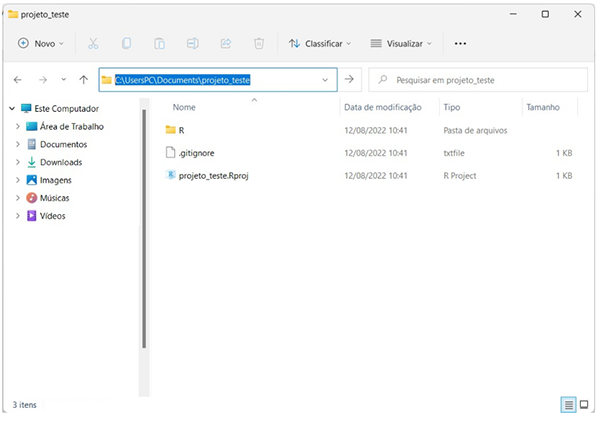 projeto_teste
Novo
Classificar
Visualizar
C:\UsersPC\Documents\projeto_teste
Pesquisar em projeto_teste
Este Computador
Área de Trabalho
Documentos
Downloads
Imagens
Músicas
Vídeos
Nome Data de modificação Tipo Tamanho
R 12/08/2022 10:41 Pasta de arquivos
.gitignore 12/08/2022 10:41 txtfile 1 KB
projeto_teste.Rproj 12/08/2022 10:41 R Project 1 KB
3 itens